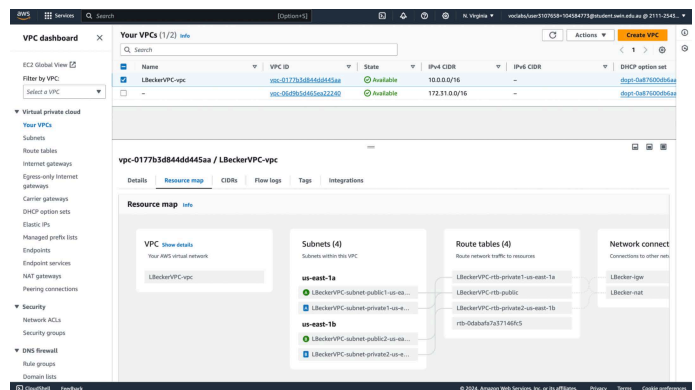 aws Services Search [Option+S] N. Virginia voclabs/user3107658=104584773@student.swin.edu.au @ 2111-2543...
VPC dashboard
EC2 Global View
Filter by VPC:
Select a VPC
Virtual private cloud
Your VPCs
Subnets
Route tables
Internet gateways
Egress-only Internet
gateways
Carrier gateways
DHCP option sets
Elastic IPs
Managed prefix lists
Endpoints
Endpoint services
NAT gateways
Peering connections
Security
Network ACLs
Security groups
DNS firewall
Rule groups
Domain lists
Your VPCs (1/2) Info Actions Create VPC
Search 1
Name VPC ID State IPv4 CIDR IPv6 CIDR DHCP option set
LBeckerVPC-vpc vpc-0177b3d844dd445aa Available 10.0.0.0/16 – dopt-0a87600db6aa
– vpc-06d9b5d465ea22240 Available 172.31.0.0/16 – dopt-0a87600db6aa
vpc-0177b3d844dd445aa / LBeckerVPC-vpc
Details Resource map CIDRs Flow logs Tags Integrations
Resource map Info
VPC Show details
Your AWS virtual network
LBeckerVPC-vpc
Subnets (4)
Subnets within this VPC
us-east-1a
LBeckerVPC-subnet-public1-us-ea...
LBeckerVPC-subnet-private1-us-e...
us-east-1b
LBeckerVPC-subnet-public2-us-ea...
LBeckerVPC-subnet-private2-us-e...
Route tables (4)
Route network traffic to resources
LBeckerVPC-rtb-private1-us-east-1a
LBeckerVPC-rtb-public
LBeckerVPC-rtb-private2-us-east-1b
rtb-0dabafa7a37146fc5
Network connect
Connections to other net
LBecker-igw
LBecker-nat
CloudShell Feedback © 2024, Amazon Web Services, Inc. or its affiliates. Privacy Terms Cookie preferences